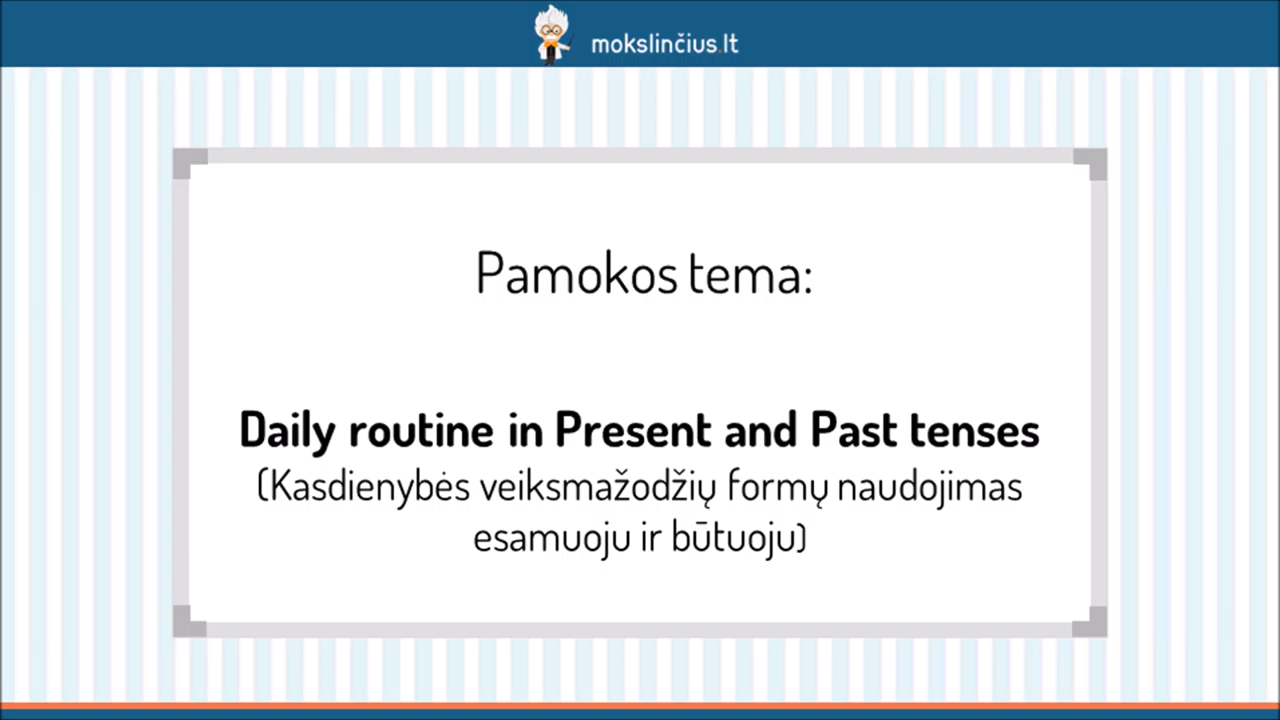 mokslinčius.lt
Pamokos tema:
Daily routine in Present and Past tenses
(Kasdienybės veiksmažodžių formų naudojimas
esamuoju ir būtuoju)